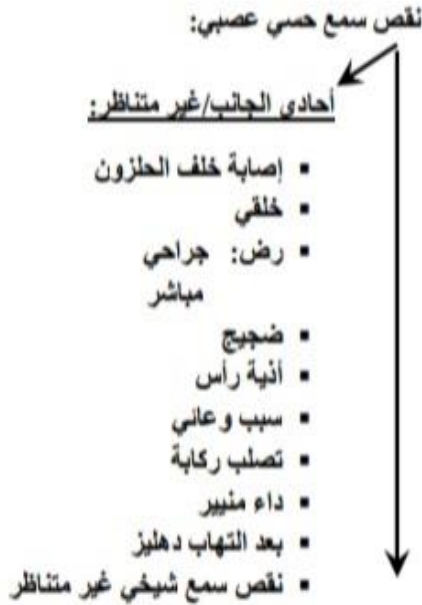 نقص سمع حسي عصبي:
أحادي الجانب/غير متناظر:
▪ إصابة خلف الحلزون
▪ خلقي
▪ رض: جراحي
مباشر
▪ ضجيج
▪ أذية رأس
▪ سبب وعائي
▪ تصلب ركابة
▪ داء منيير
▪ بعد التهاب دهليز
▪ نقص سمع شيخي غير متناظر